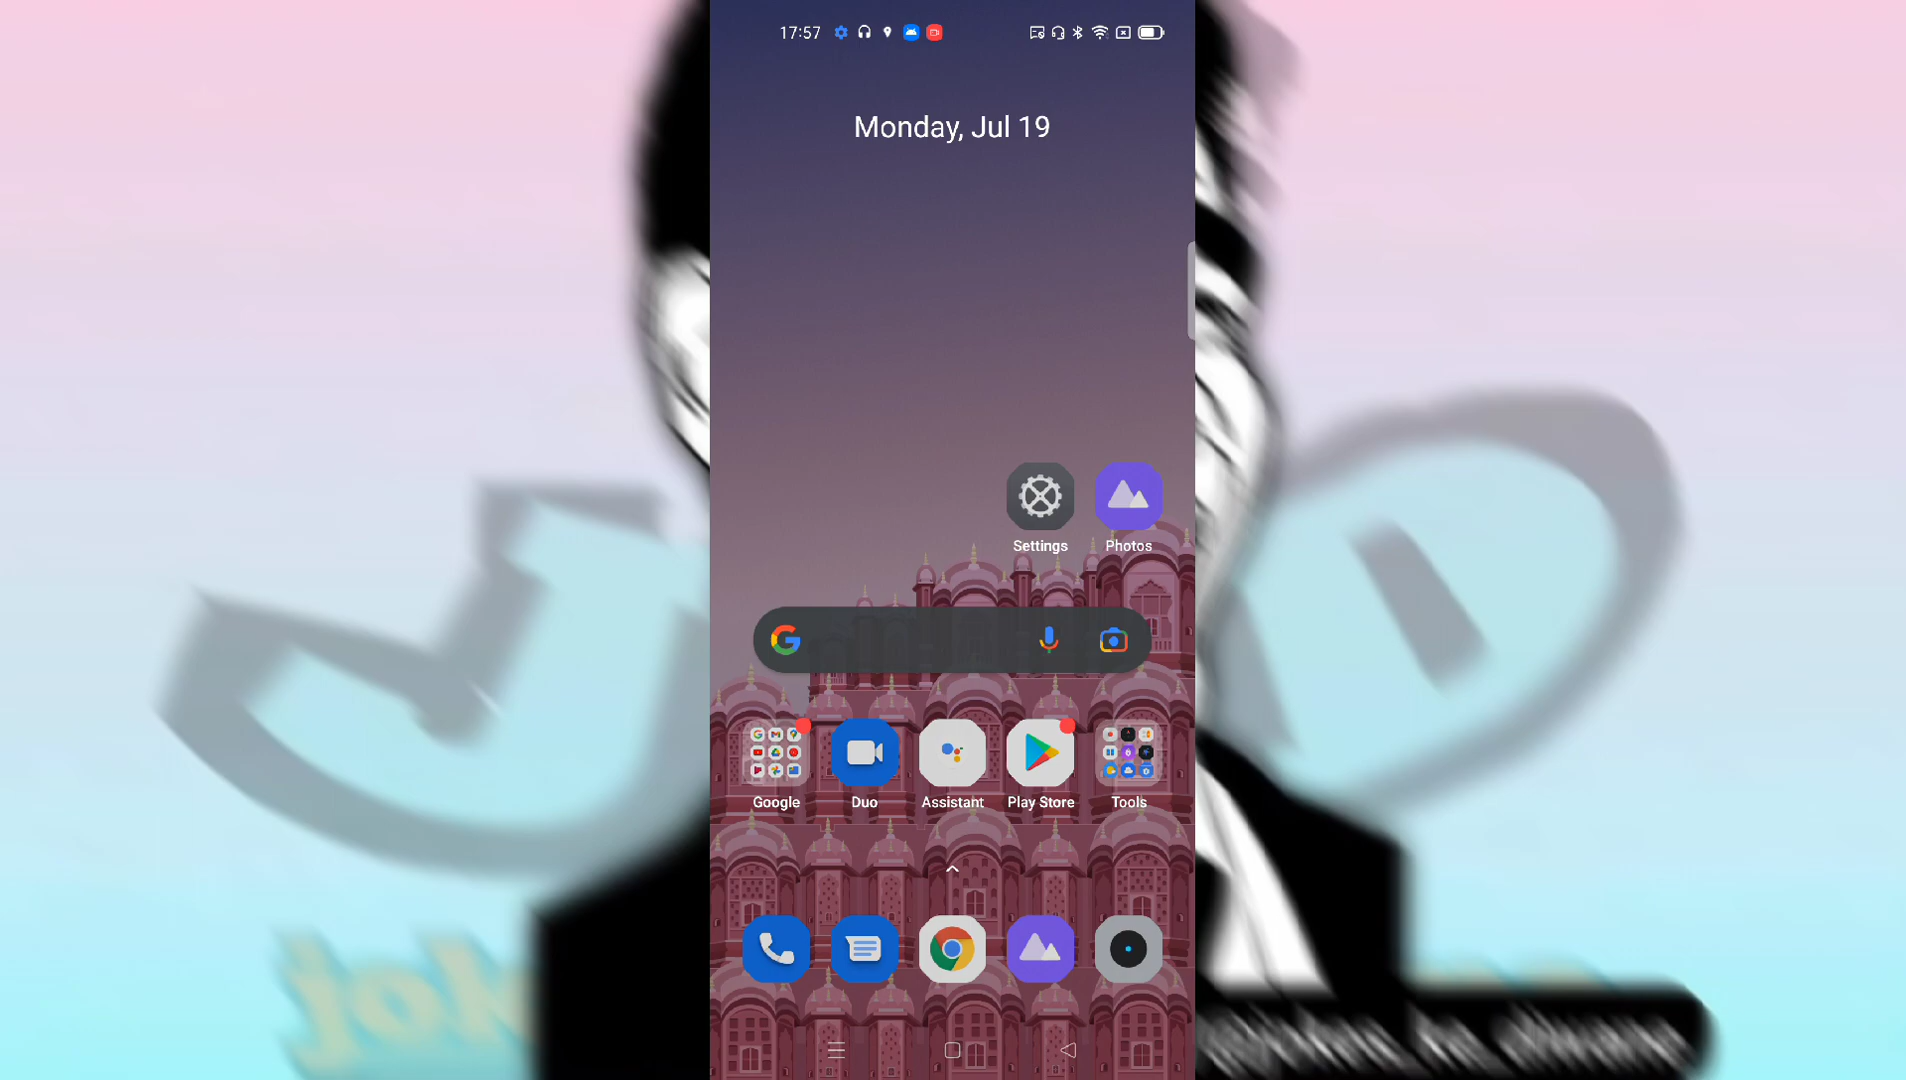 17:57
Monday, Jul 19
Settings Photos
Google Duo Assistant Play Store Tools